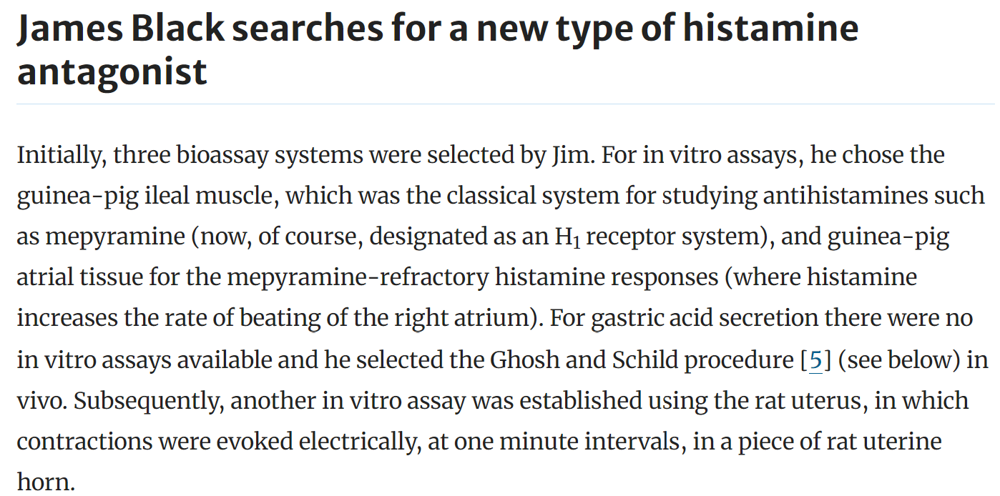 James Black searches for a new type of histamine
antagonist
Initially, three bioassay systems were selected by Jim. For in vitro assays, he chose the
guinea-pig ileal muscle, which was the classical system for studying antihistamines such
as mepyramine (now, of course, designated as an H₁ receptor system), and guinea-pig
atrial tissue for the mepyramine-refractory histamine responses (where histamine
increases the rate of beating of the right atrium). For gastric acid secretion there were no
in vitro assays available and he selected the Ghosh and Schild procedure [5] (see below) in
vivo. Subsequently, another in vitro assay was established using the rat uterus, in which
contractions were evoked electrically, at one minute intervals, in a piece of rat uterine
horn.